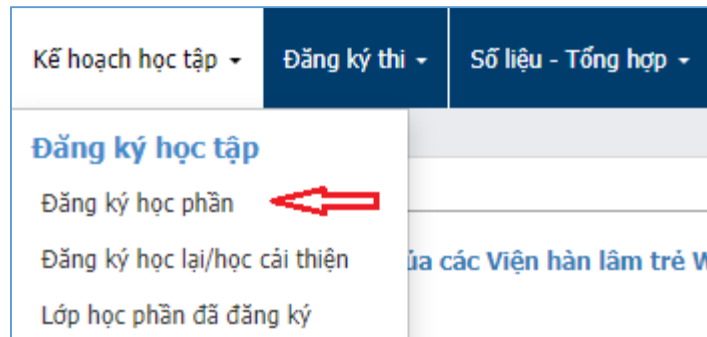 Kế hoạch học tập Đăng ký thi Số liệu - Tổng hợp
Đăng ký học tập
Đăng ký học phần
Đăng ký học lại/học cải thiện
các Viện hàn lâm trẻ
Lớp học phần đã đăng ký